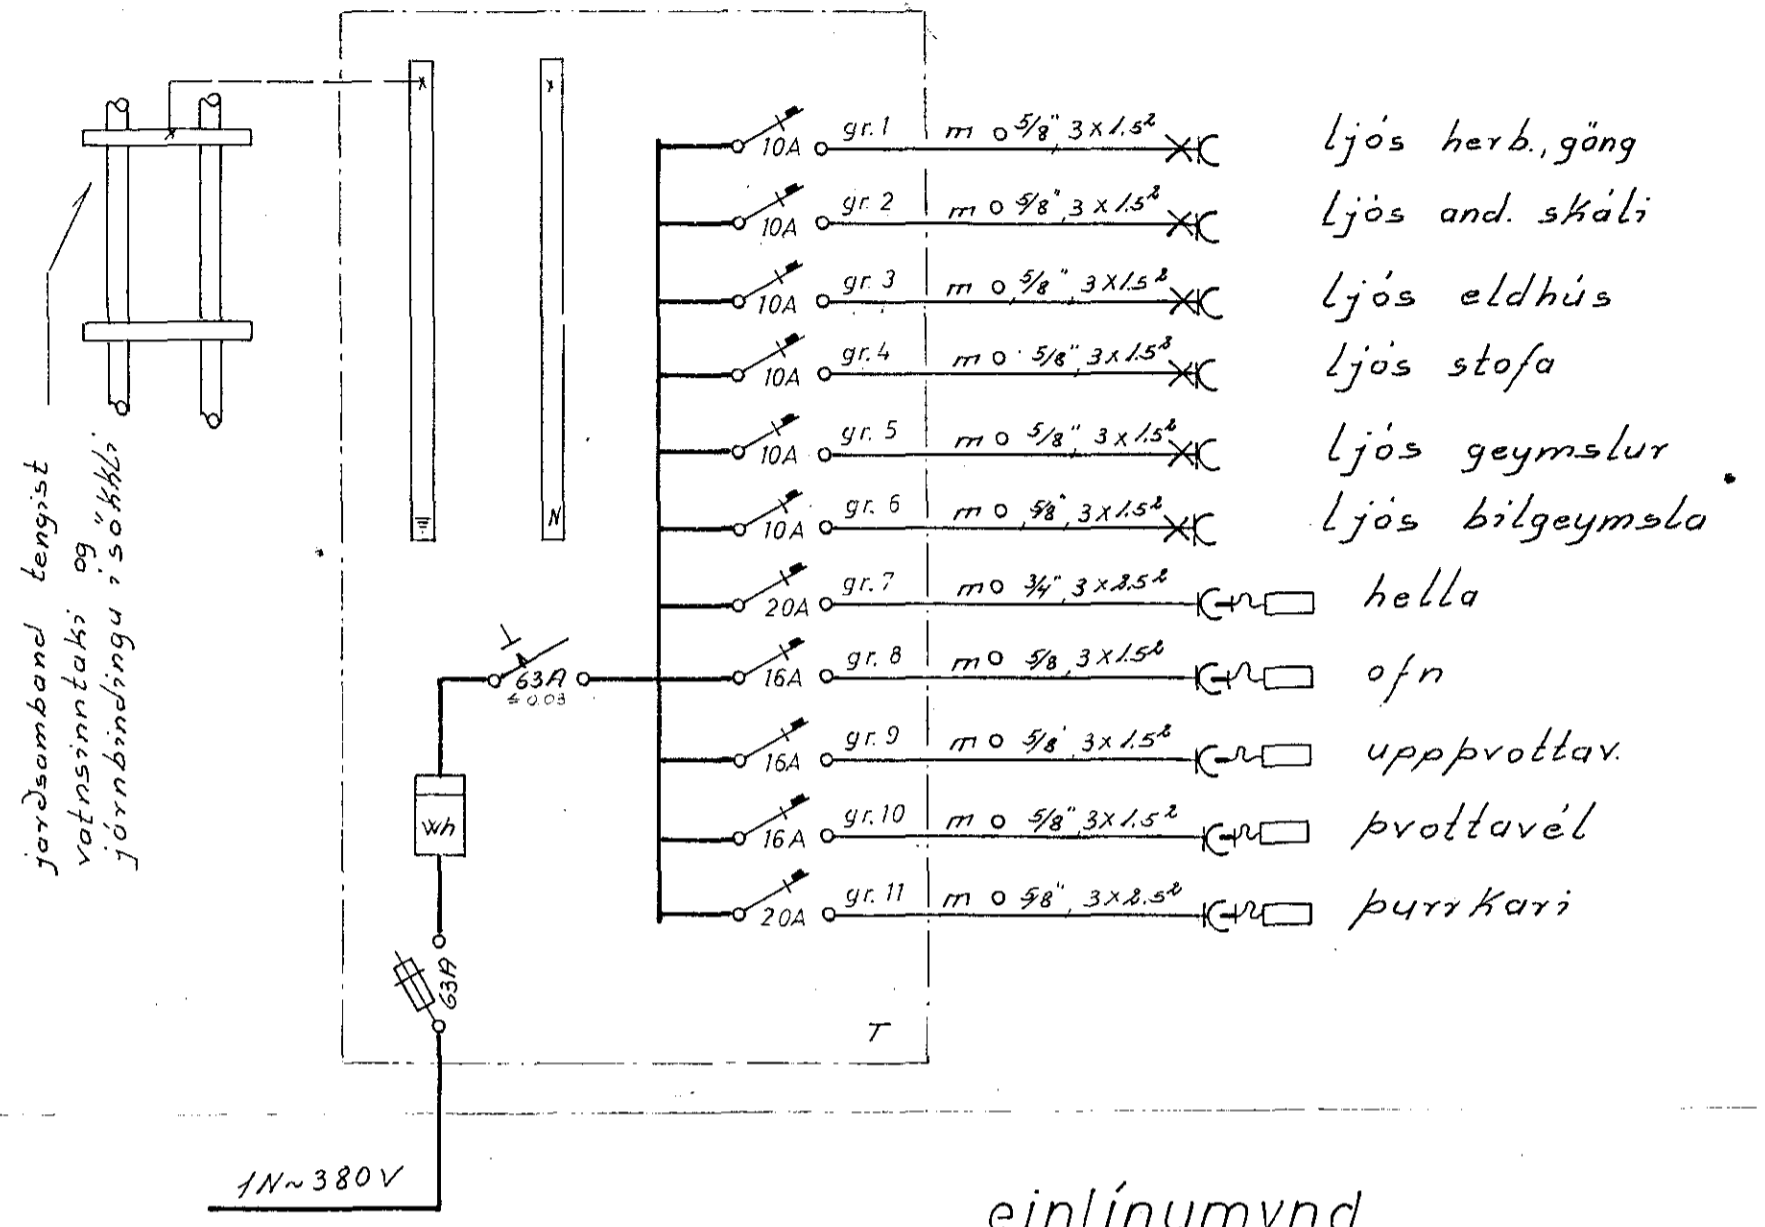 gr. 1 m o 5/8", 3 x 1.5² ljós herb., göng
10A
gr. 2 m o 5/8", 3 x 1.5² ljós and. skáli
10A
gr. 3 m o 5/8", 3 x 1.5² ljós eldhús
10A
gr. 4 m o 5/8", 3 x 1.5² ljós stofa
10A
gr. 5 m o 5/8", 3 x 1.5² ljós geymslur
10A
gr. 6 m o 5/8", 3 x 1.5² ljós bílgeymsla
10A
gr. 7 m o 3/4", 3 x 2.5² hella
20A
gr. 8 m o 5/8, 3 x 1.5² ofn
16A
gr. 9 m o 5/8" 3 x 1.5² uppþvottav.
16A
gr. 10 m o 5/8", 3 x 1.5² þvottavél
16A
gr. 11 m o 5/8", 3 x 2.5² þurrkari
20A
N
63A
0.03
Wh
63A
T
1N~380V
jarðsamband tengist
vatnsinntaki og
járnbindingu í sökkli
einlínumynd